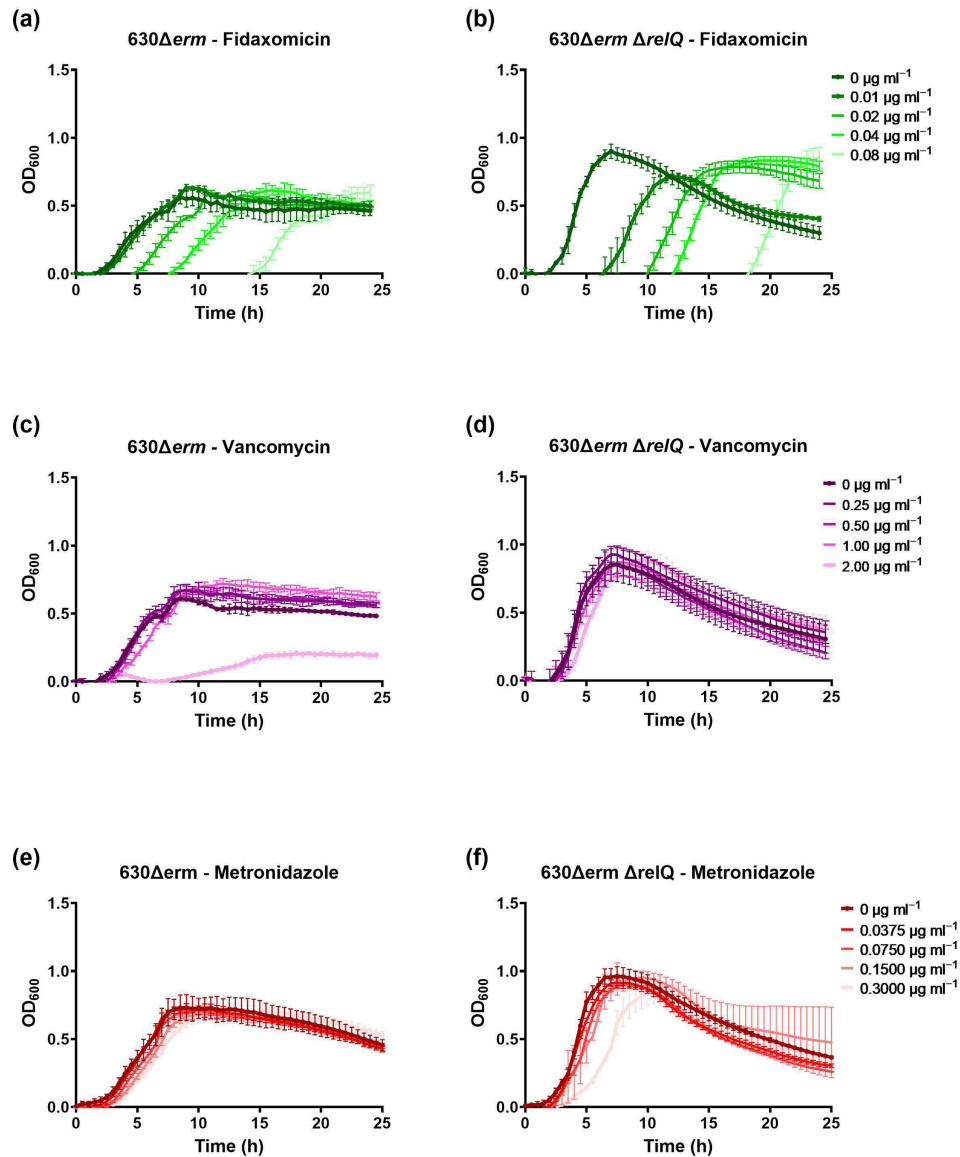 (a)
630Δerm - Fidaxomicin
1.5
1.0
0.5
0.0
OD600
0 5 10 15 20 25
Time (h)
(b)
630Δerm ΔrelQ - Fidaxomicin
1.5
1.0
0.5
0.0
OD600
0 5 10 15 20 25
Time (h)
0 µg ml⁻¹
0.01 µg ml⁻¹
0.02 µg ml⁻¹
0.04 µg ml⁻¹
0.08 µg ml⁻¹
(c)
630Δerm - Vancomycin
1.5
1.0
0.5
0.0
OD600
0 5 10 15 20 25
Time (h)
(d)
630Δerm ΔrelQ - Vancomycin
1.5
1.0
0.5
0.0
OD600
0 5 10 15 20 25
Time (h)
0 µg ml⁻¹
0.25 µg ml⁻¹
0.50 µg ml⁻¹
1.00 µg ml⁻¹
2.00 µg ml⁻¹
(e)
630Δerm - Metronidazole
1.5
1.0
0.5
0.0
OD600
0 5 10 15 20 25
Time (h)
(f)
630Δerm ΔrelQ - Metronidazole
1.5
1.0
0.5
0.0
OD600
0 5 10 15 20 25
Time (h)
0 µg ml⁻¹
0.0375 µg ml⁻¹
0.0750 µg ml⁻¹
0.1500 µg ml⁻¹
0.3000 µg ml⁻¹